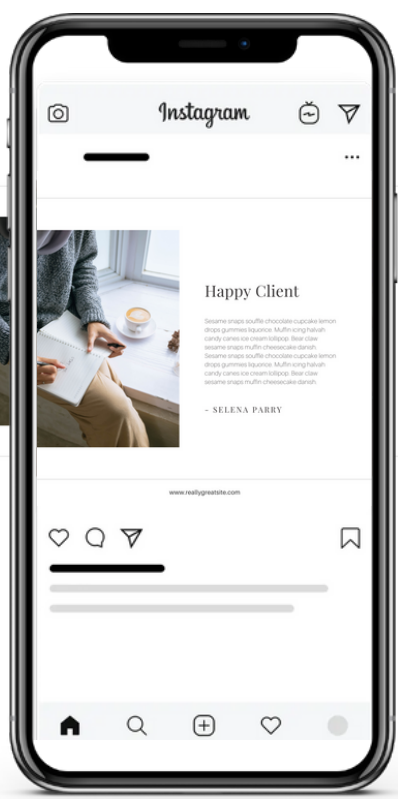 Instagram
Happy Client
Sesame snaps soufflé chocolate cupcake lemon
drops gummies liquorice. Muffin icing halvah
candy canes ice cream lollipop. Bear claw
sesame snaps muffin cheesecake danish.
Sesame snaps soufflé chocolate cupcake lemon
drops gummies liquorice. Muffin icing halvah
candy canes ice cream lollipop. Bear claw
sesame snaps muffin cheesecake danish.
- SELENA PARRY
www.reallygreatsite.com